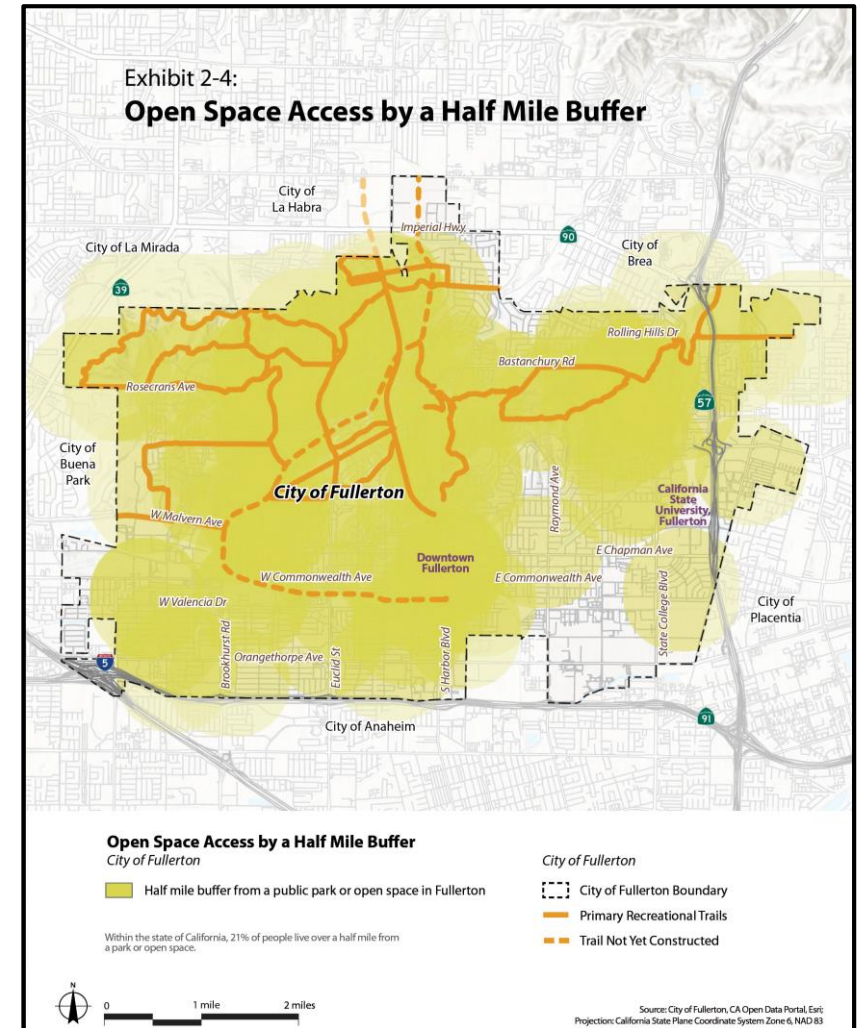 Exhibit 2-4:
Open Space Access by a Half Mile Buffer
City of
La Habra
Imperial Hwy
90
City of La Mirada
City of
Brea
39
Rolling Hills Dr
Bastanchury Rd
Rosecrans Ave
57
City of
Buena
Park
City of Fullerton
Raymond Ave
California
State
University,
Fullerton
W Malvern Ave
Downtown
Fullerton
E Chapman Ave
W Commonwealth Ave
E Commonwealth Ave
W Valencia Dr
State College Blvd
City of
Placentia
Brookhurst Rd
Orangethorpe Ave
Euclid St
S Harbor Blvd
5
City of Anaheim
91
Open Space Access by a Half Mile Buffer
City of Fullerton
Half mile buffer from a public park or open space in Fullerton
Within the state of California, 21% of people live over a half mile from
a park or open space.
City of Fullerton
City of Fullerton Boundary
Primary Recreational Trails
Trail Not Yet Constructed
N
0 1 mile 2 miles
Source: City of Fullerton, CA Open Data Portal, Esri;
Projection: California State Plane Coordinate System Zone 6, NAD 83